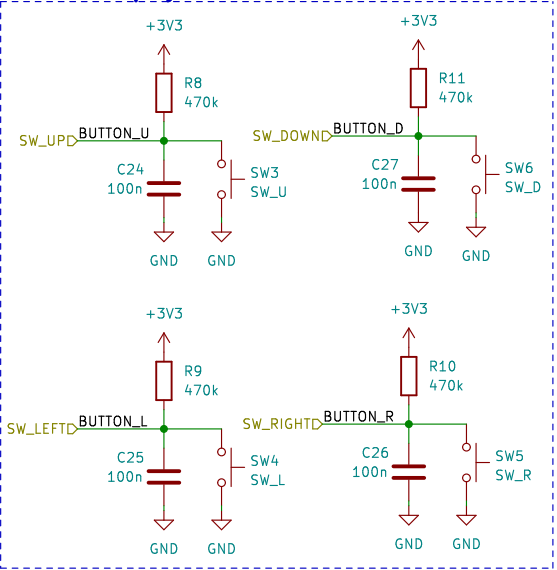 +3V3
R8
470k
SW_UP
BUTTON_U
C24
100n
SW3
SW_U
GND
GND
+3V3
R11
470k
SW_DOWN
BUTTON_D
C27
100n
SW6
SW_D
GND
GND
+3V3
R9
470k
SW_LEFT
BUTTON_L
C25
100n
SW4
SW_L
GND
GND
+3V3
R10
470k
SW_RIGHT
BUTTON_R
C26
100n
SW5
SW_R
GND
GND